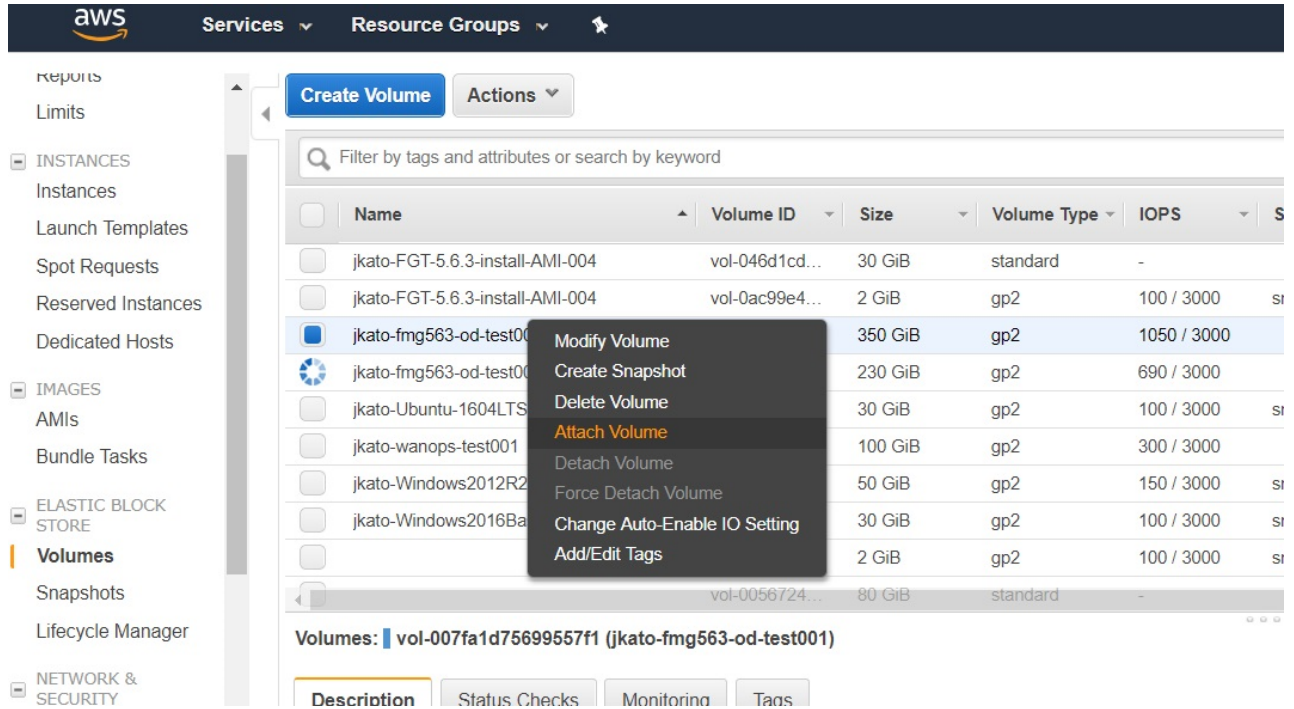 aws Services Resource Groups
Reports
Limits
INSTANCES
Instances
Launch Templates
Spot Requests
Reserved Instances
Dedicated Hosts
IMAGES
AMIs
Bundle Tasks
ELASTIC BLOCK
STORE
Volumes
Snapshots
Lifecycle Manager
NETWORK &
SECURITY
Create Volume Actions
Filter by tags and attributes or search by keyword
Name Volume ID Size Volume Type IOPS S
jkato-FGT-5.6.3-install-AMI-004 vol-046d1cd... 30 GiB standard -
jkato-FGT-5.6.3-install-AMI-004 vol-0ac99e4... 2 GiB gp2 100 / 3000 sn
jkato-fmg563-od-test00 350 GiB gp2 1050 / 3000
jkato-fmg563-od-test00 230 GiB gp2 690 / 3000
jkato-Ubuntu-1604LTS 30 GiB gp2 100 / 3000 sn
jkato-wanops-test001 100 GiB gp2 300 / 3000
jkato-Windows2012R2 50 GiB gp2 150 / 3000 sn
jkato-Windows2016Ba 30 GiB gp2 100 / 3000 sn
2 GiB gp2 100 / 3000 sn
vol-0056724... 80 GiB standard -
Modify Volume
Create Snapshot
Delete Volume
Attach Volume
Detach Volume
Force Detach Volume
Change Auto-Enable IO Setting
Add/Edit Tags
Volumes: vol-007fa1d75699557f1 (jkato-fmg563-od-test001)
Description Status Checks Monitoring Tags